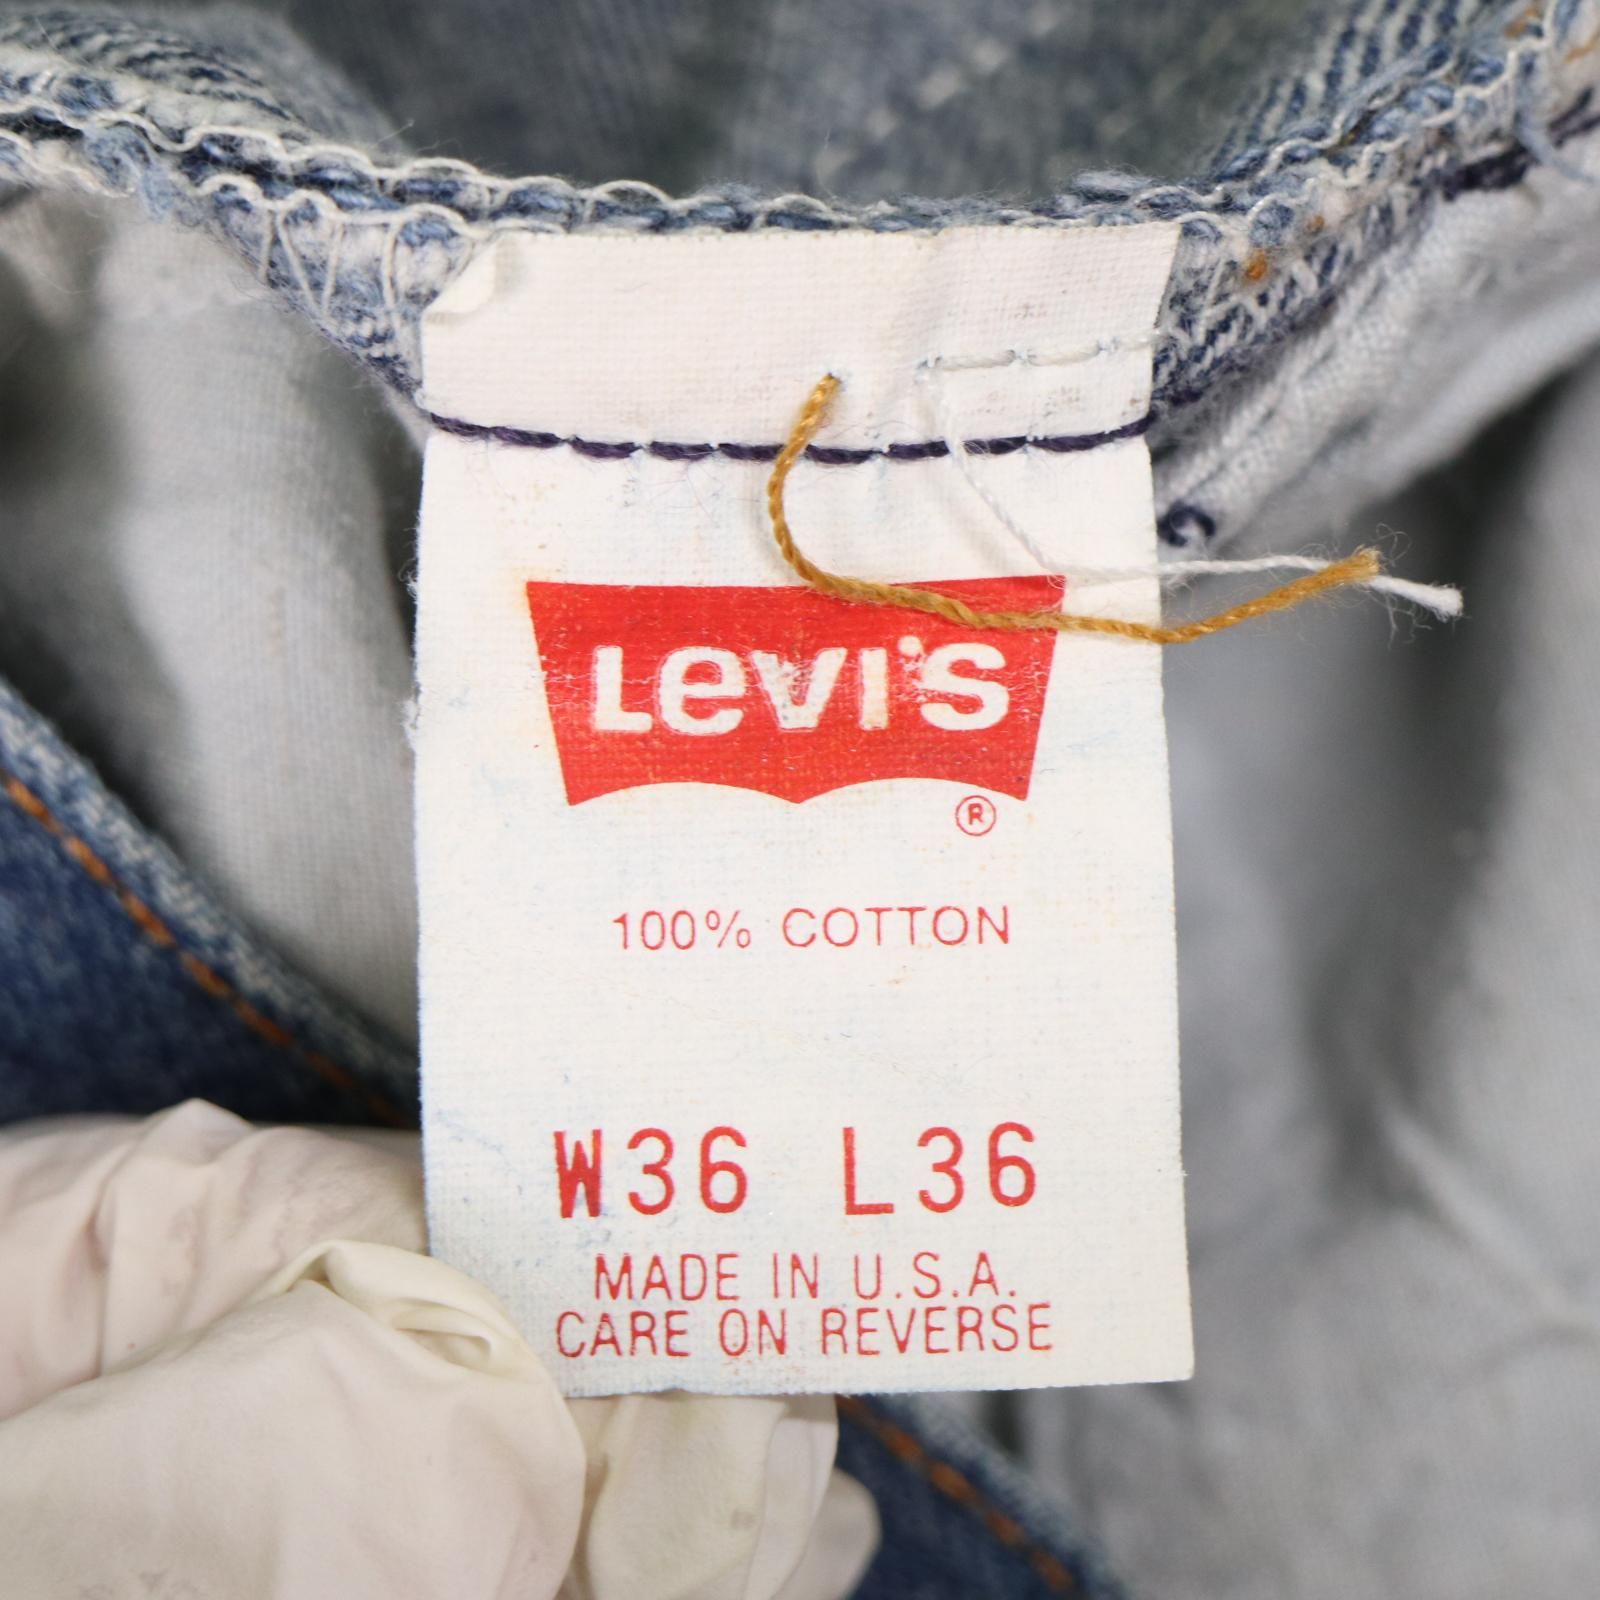 Levi's
®
100% COTTON
W36 L36
MADE IN U.S.A.
CARE ON REVERSE